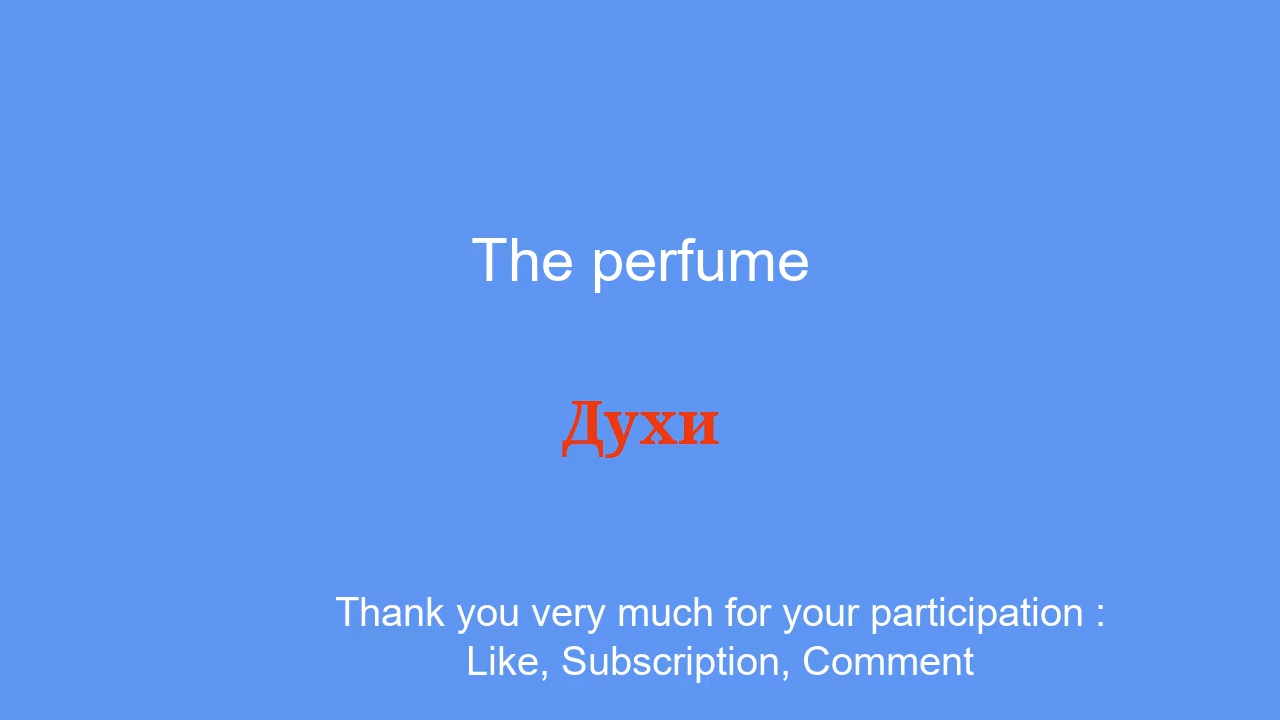 The perfume
Духи
Thank you very much for your participation :
Like, Subscription, Comment